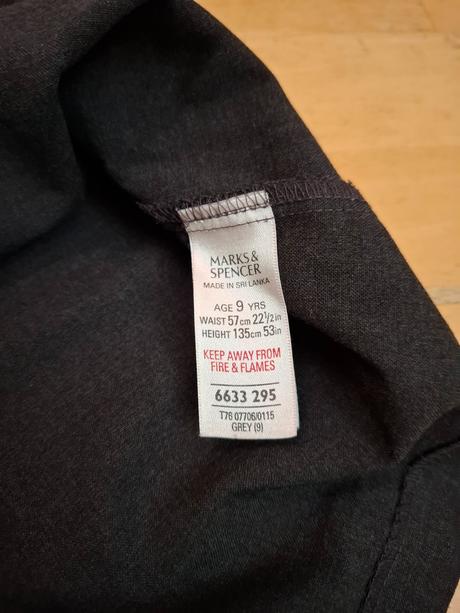 MARKS &
SPENCER
MADE IN SRI LANKA
AGE 9 YRS
WAIST 57cm 22½in
HEIGHT 135cm 53in
KEEP AWAY FROM
FIRE & FLAMES
6633 295
T76 07706/0115
GREY (9)